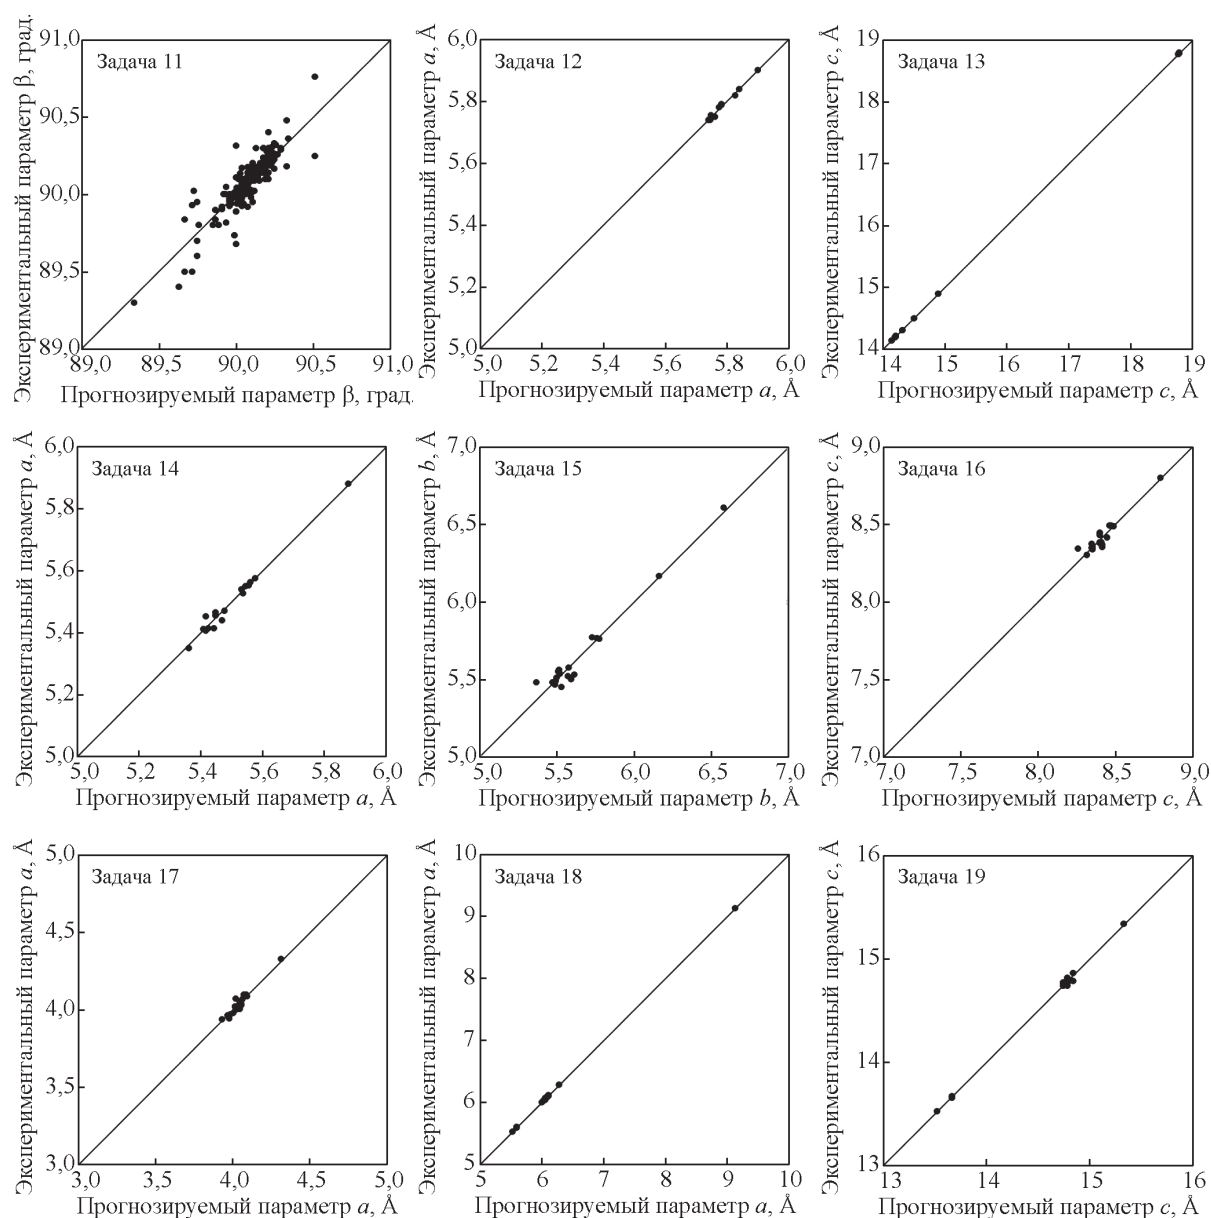 Задача 11
Экспериментальный параметр β, град.
91,0
90,5
90,0
89,5
89,0
89,0 89,5 90,0 90,5 91,0
Прогнозируемый параметр β, град.
Задача 12
Экспериментальный параметр a, Å
6,0
5,8
5,6
5,4
5,2
5,0
5,0 5,2 5,4 5,6 5,8 6,0
Прогнозируемый параметр a, Å
Задача 13
Экспериментальный параметр c, Å
19
18
17
16
15
14
14 15 16 17 18 19
Прогнозируемый параметр c, Å
Задача 14
Экспериментальный параметр a, Å
6,0
5,8
5,6
5,4
5,2
5,0
5,0 5,2 5,4 5,6 5,8 6,0
Прогнозируемый параметр a, Å
Задача 15
Экспериментальный параметр b, Å
7,0
6,5
6,0
5,5
5,0
5,0 5,5 6,0 6,5 7,0
Прогнозируемый параметр b, Å
Задача 16
Экспериментальный параметр c, Å
9,0
8,5
8,0
7,5
7,0
7,0 7,5 8,0 8,5 9,0
Прогнозируемый параметр c, Å
Задача 17
Экспериментальный параметр a, Å
5,0
4,5
4,0
3,5
3,0
3,0 3,5 4,0 4,5 5,0
Прогнозируемый параметр a, Å
Задача 18
Экспериментальный параметр a, Å
10
9
8
7
6
5
5 6 7 8 9 10
Прогнозируемый параметр a, Å
Задача 19
Экспериментальный параметр c, Å
16
15
14
13
13 14 15 16
Прогнозируемый параметр c, Å